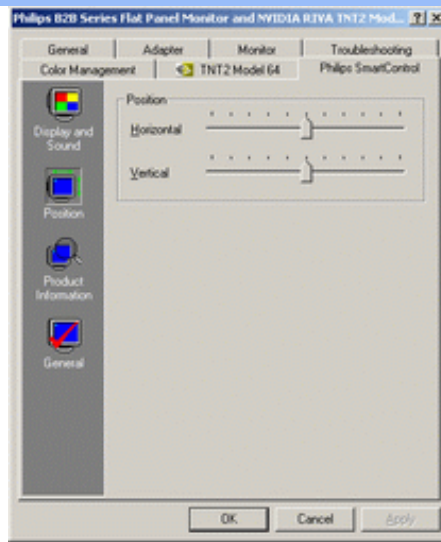 Philips B2B Series Flat Panel Monitor and NVIDIA RIVA TNT2 Mod... ? x
General Adapter Monitor Troubleshooting
Color Management TNT2 Model 64 Philips SmartControl
Position
Display and
Sound
Horizontal
Position
Vertical
Product
Information
General
OK Cancel Apply